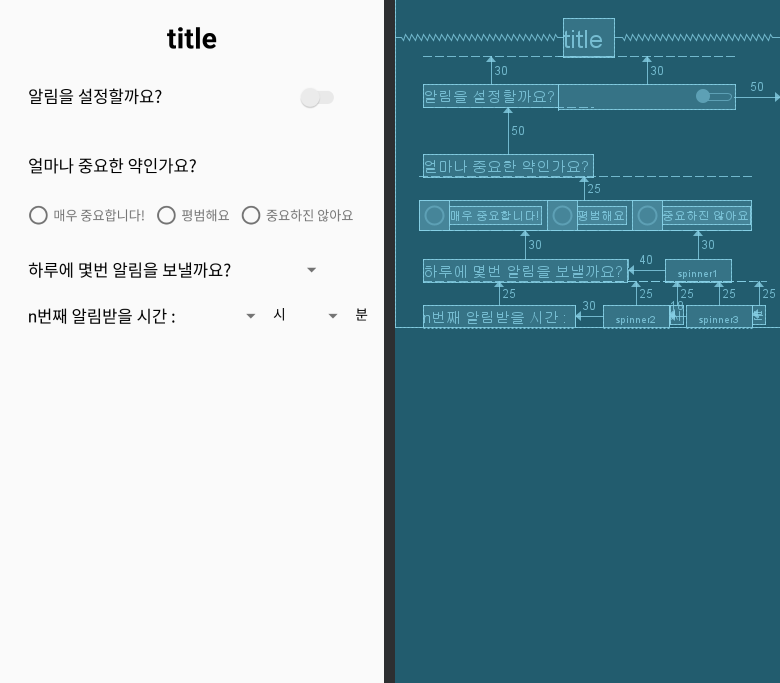 title
알림을 설정할까요?
얼마나 중요한 약인가요?
매우 중요합니다! 평범해요 중요하진 않아요
하루에 몇번 알림을 보낼까요?
n번째 알림받을 시간 : 시 분
title
30 30
알림을 설정할까요? 50
50
얼마나 중요한 약인가요?
25
매우 중요합니다! 평범해요 중요하진 않아요
30 30
하루에 몇번 알림을 보낼까요? 40 spinner1
25 25 25 25 25
n번째 알림받을 시간 : 30 spinner2 시 spinner3 분